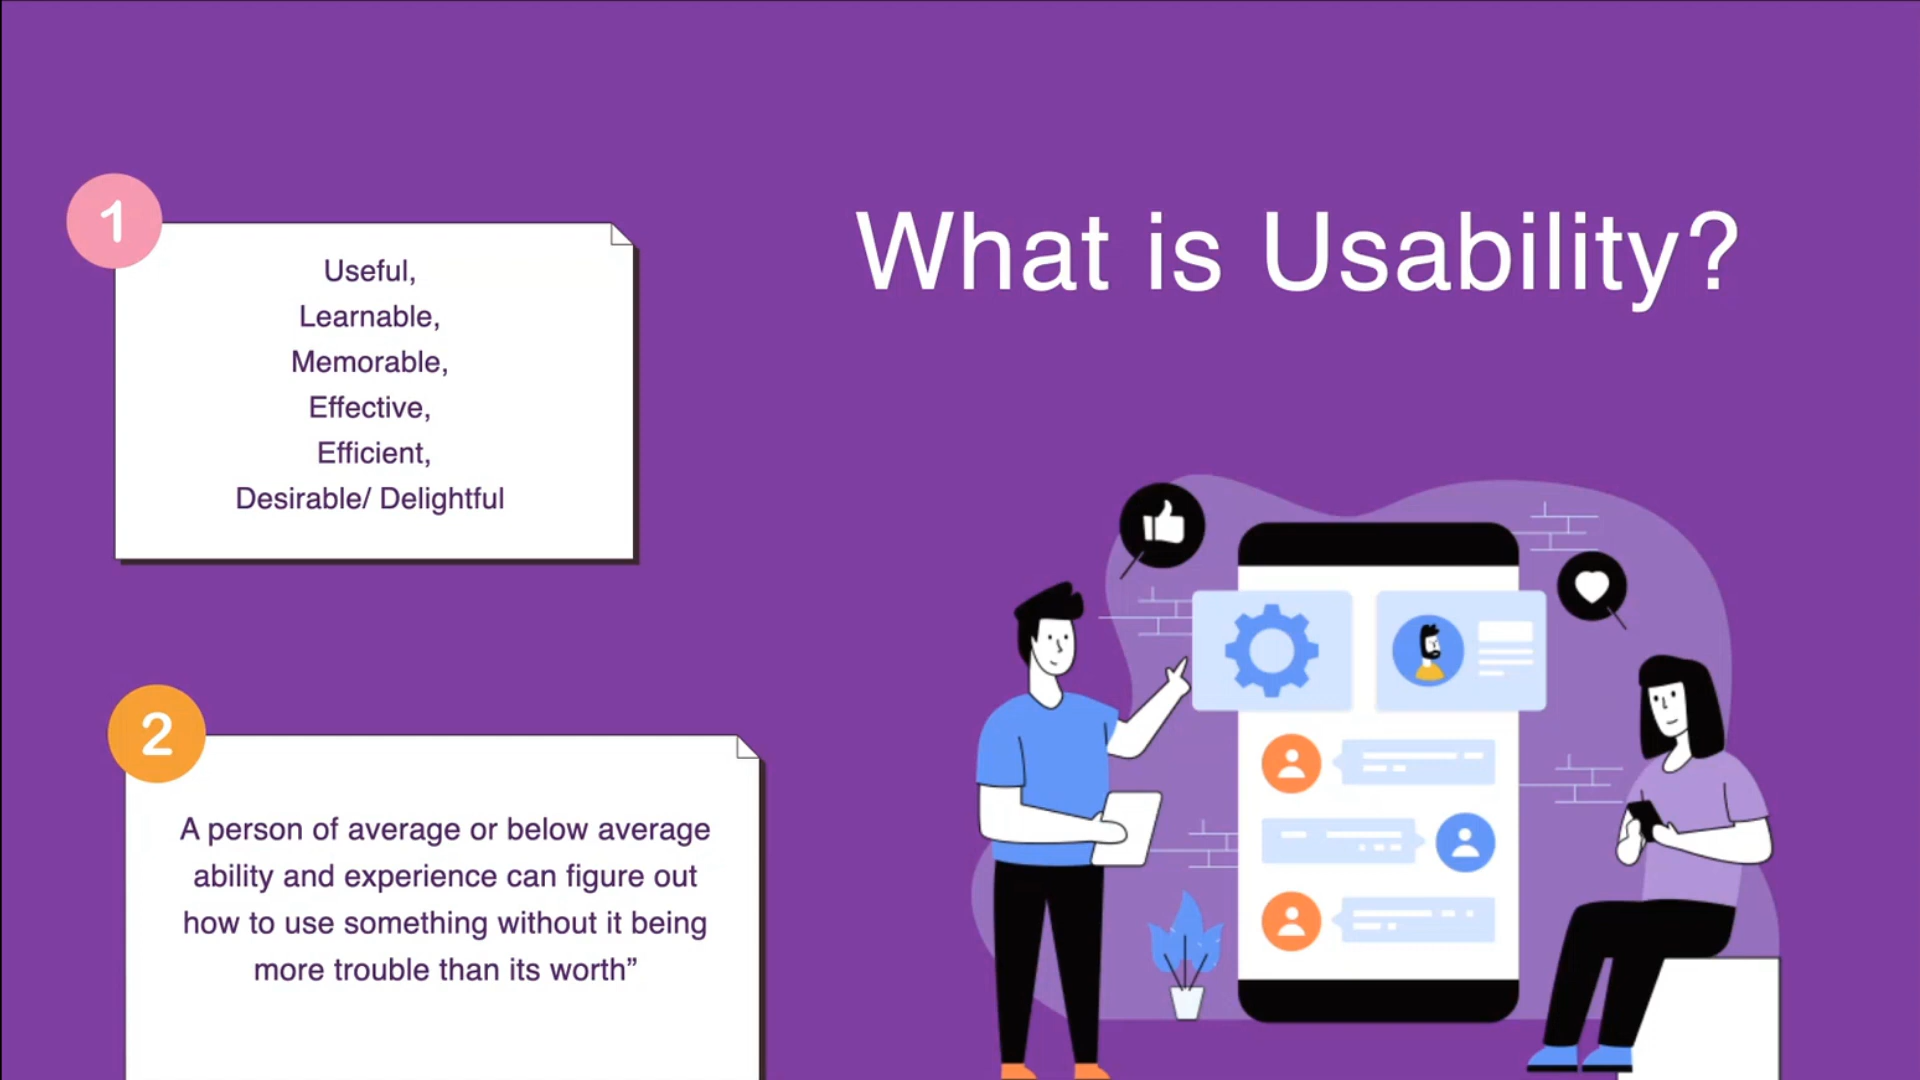 What is Usability?
1
Useful,
Learnable,
Memorable,
Effective,
Efficient,
Desirable/ Delightful
2
A person of average or below average
ability and experience can figure out
how to use something without it being
more trouble than its worth”